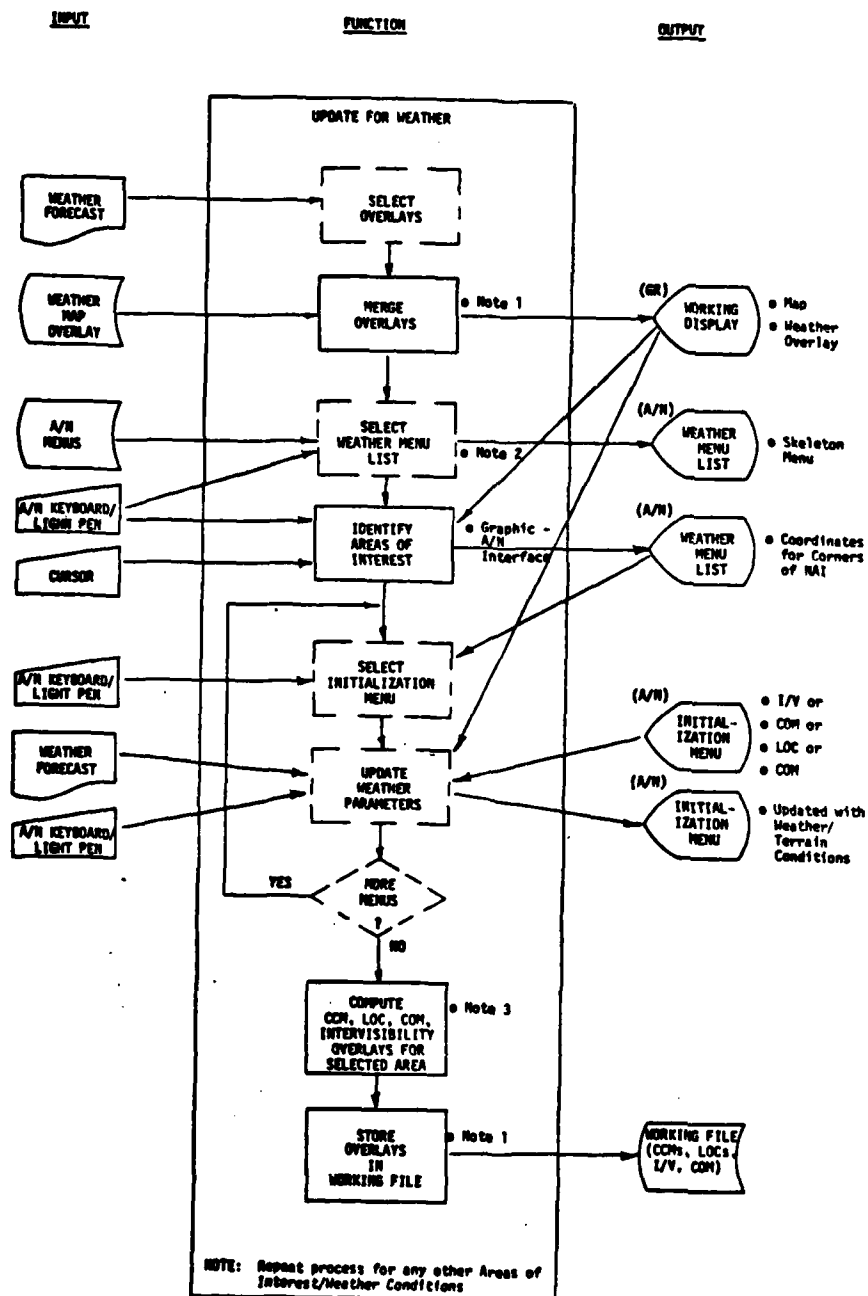 INPUT
FUNCTION
OUTPUT
UPDATE FOR WEATHER
WEATHER
FORECAST
SELECT
OVERLAYS
WEATHER
MAP
OVERLAY
MERGE
OVERLAYS
• Note 1
(GR)
WORKING
DISPLAY
• Map
• Weather
Overlay
A/N
MENUS
SELECT
WEATHER MENU
LIST
• Note 2
(A/N)
WEATHER
MENU
LIST
• Skeleton
Menu
A/N KEYBOARD/
LIGHT PEN
CURSOR
IDENTIFY
AREAS OF
INTEREST
• Graphic -
A/N
Interface
(A/N)
WEATHER
MENU
LIST
• Coordinates
for Corners
of NAI
A/N KEYBOARD/
LIGHT PEN
SELECT
INITIALIZATION
MENU
WEATHER
FORECAST
A/N KEYBOARD/
LIGHT PEN
UPDATE
WEATHER
PARAMETERS
(A/N)
INITIAL-
IZATION
MENU
• I/V or
• COM or
• LOC or
• COM
(A/N)
INITIAL-
IZATION
MENU
• Updated with
Weather/
Terrain
Conditions
YES
MORE
MENUS
?
NO
COMPUTE
CCM, LOC, COM,
INTERVISIBILITY
OVERLAYS FOR
SELECTED AREA
• Note 3
STORE
OVERLAYS
IN
WORKING FILE
• Note 1
WORKING FILE
(CCMs, LOCs,
I/V, COM)
NOTE: Repeat process for any other Areas of
Interest/Weather Conditions